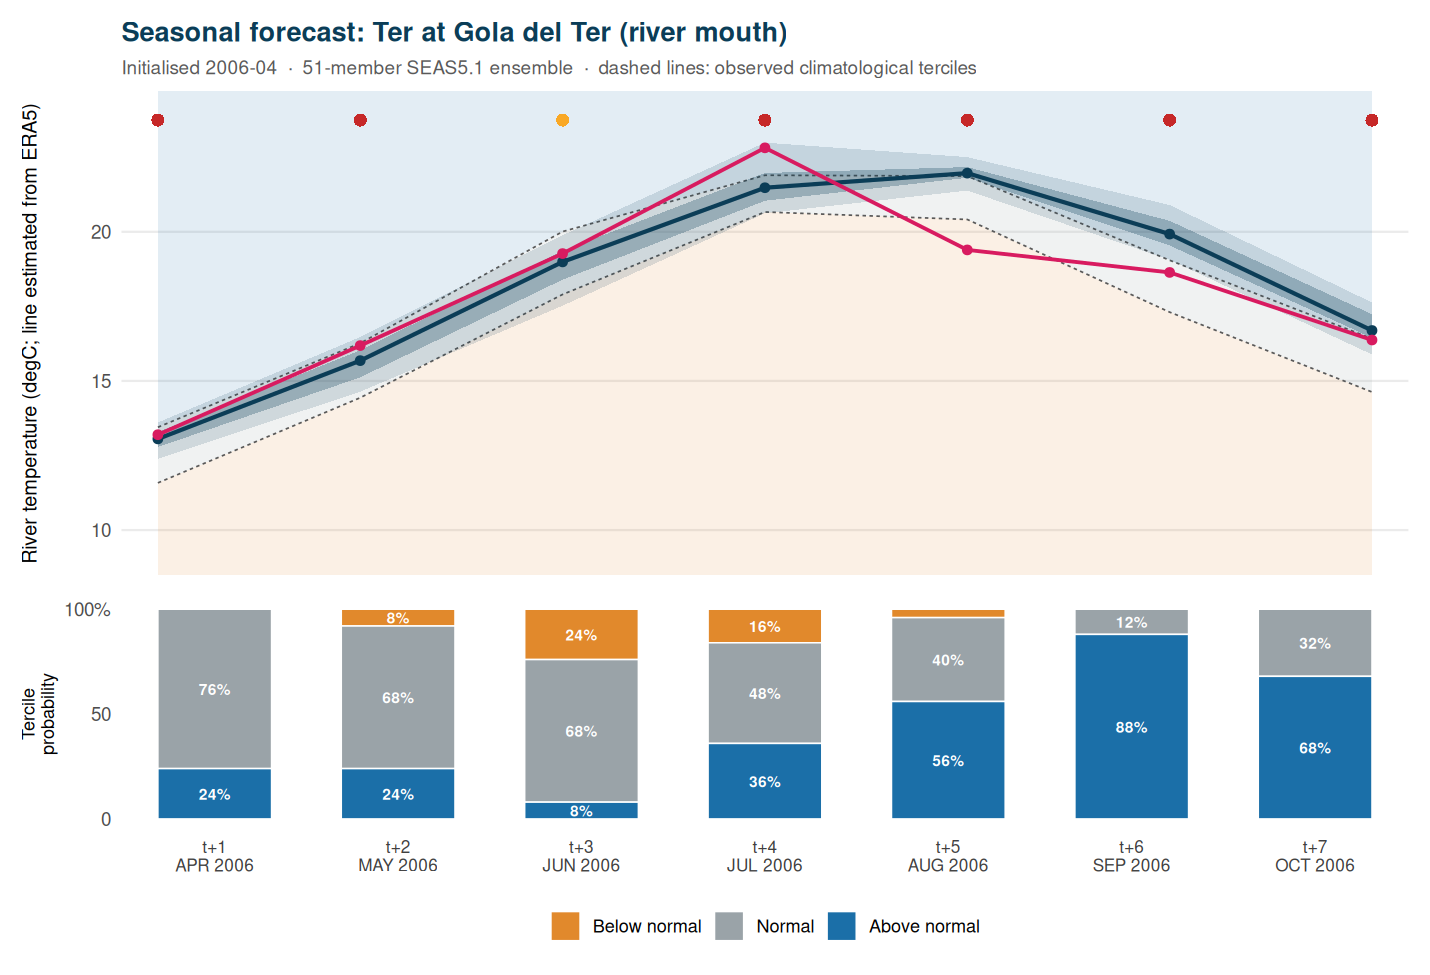 Seasonal forecast: Ter at Gola del Ter (river mouth)
Initialised 2006-04 · 51-member SEAS5.1 ensemble · dashed lines: observed climatological terciles
River temperature (degC; line estimated from ERA5)
20
15
10
Tercile
probability
100%
50
0
76%
24%
8%
68%
24%
24%
68%
8%
16%
48%
36%
40%
56%
12%
88%
32%
68%
t+1
APR 2006
t+2
MAY 2006
t+3
JUN 2006
t+4
JUL 2006
t+5
AUG 2006
t+6
SEP 2006
t+7
OCT 2006
Below normal
Normal
Above normal